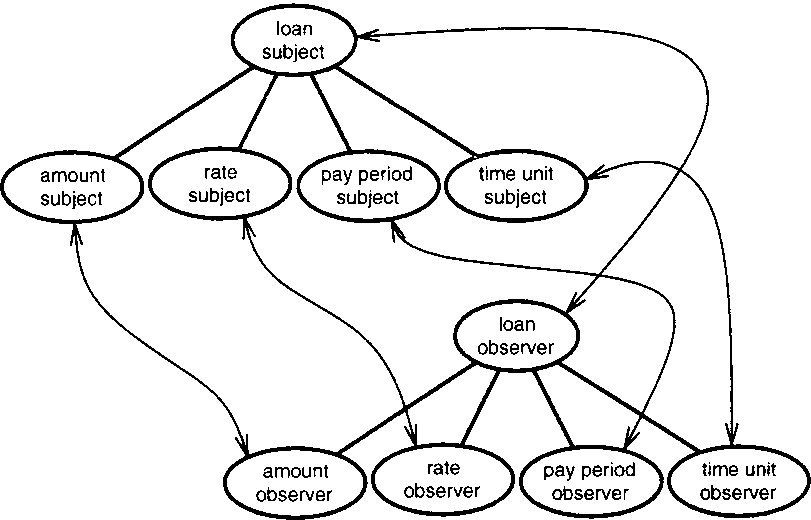 loan
subject
amount
subject
rate
subject
pay period
subject
time unit
subject
loan
observer
amount
observer
rate
observer
pay period
observer
time unit
observer